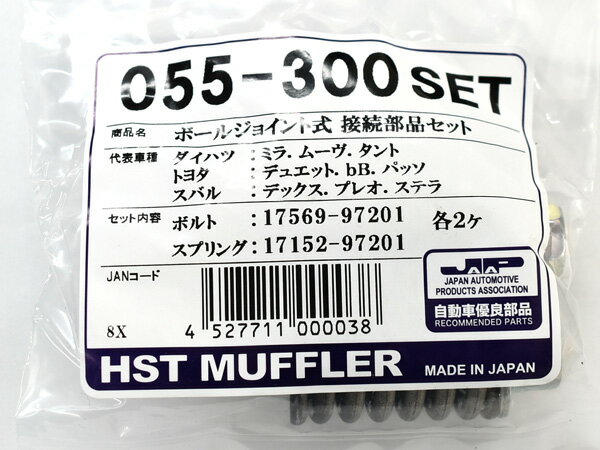 055-300 SET
商品名 ボールジョイント式 接続部品セット
代表車種 ダイハツ：ミラ．ムーヴ．タント
トヨタ：デュエット．bB．パッソ
スバル：デックス．プレオ．ステラ
セット内容 ボルト：17569-97201 各2ケ
スプリング：17152-97201
JANコード
JAAP
JAPAN AUTOMOTIVE
PRODUCTS ASSOCIATION
自動車優良部品
RECOMMENDED PARTS
8X
4 527711 000038
HST MUFFLER MADE IN JAPAN